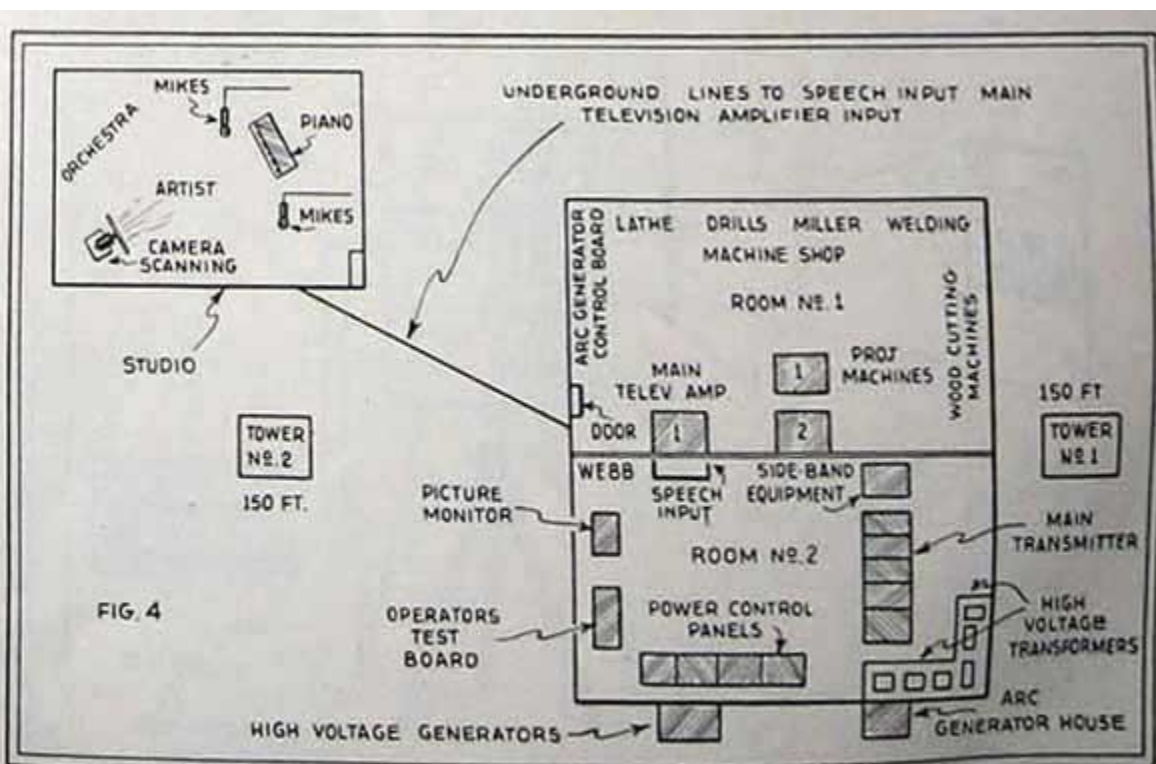 MIKES
PIANO
ORCHESTRA
ARTIST
MIKES
CAMERA
SCANNING
STUDIO
UNDERGROUND LINES TO SPEECH INPUT MAIN
TELEVISION AMPLIFIER INPUT
ARC GENERATOR
CONTROL BOARD
LATHE DRILLS MILLER WELDING
MACHINE SHOP
ROOM No. 1
WOOD CUTTING
MACHINES
MAIN
TELEV. AMP.
1
PROJ
MACHINES
1
2
DOOR
TOWER
No. 2
150 FT.
150 FT
TOWER
No 1
WEBB
SPEECH
INPUT
SIDE-BAND
EQUIPMENT
PICTURE
MONITOR
ROOM No. 2
MAIN
TRANSMITTER
FIG. 4
OPERATORS
TEST
BOARD
POWER CONTROL
PANELS
HIGH
VOLTAGE
TRANSFORMERS
HIGH VOLTAGE GENERATORS
ARC
GENERATOR HOUSE